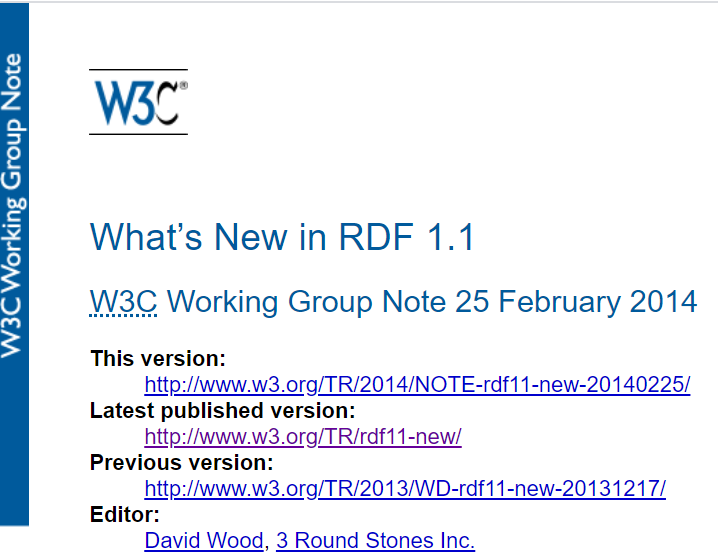 W3C Working Group Note
W3C®
What’s New in RDF 1.1
W3C Working Group Note 25 February 2014
This version:
http://www.w3.org/TR/2014/NOTE-rdf11-new-20140225/
Latest published version:
http://www.w3.org/TR/rdf11-new/
Previous version:
http://www.w3.org/TR/2013/WD-rdf11-new-20131217/
Editor:
David Wood, 3 Round Stones Inc.